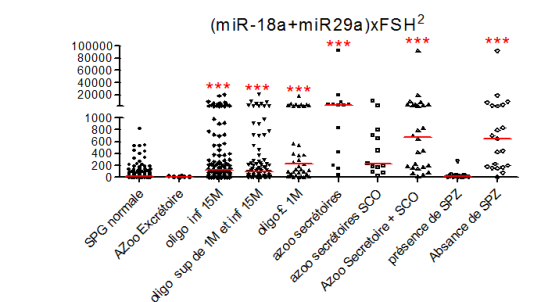 (miR-18a+miR29a)xFSH²
100000
80000
60000
40000
20000
1000
800
600
400
200
0
***
***
***
***
***
***
SPG normale
AZoo Excrétoire
oligo inf 15M
oligo sup de 1M et inf 15M
oligo £ 1M
azoo secrétoires
azoo secrétoires SCO
Azoo Secretoire + SCO
présence de SPZ
Absance de SPZ